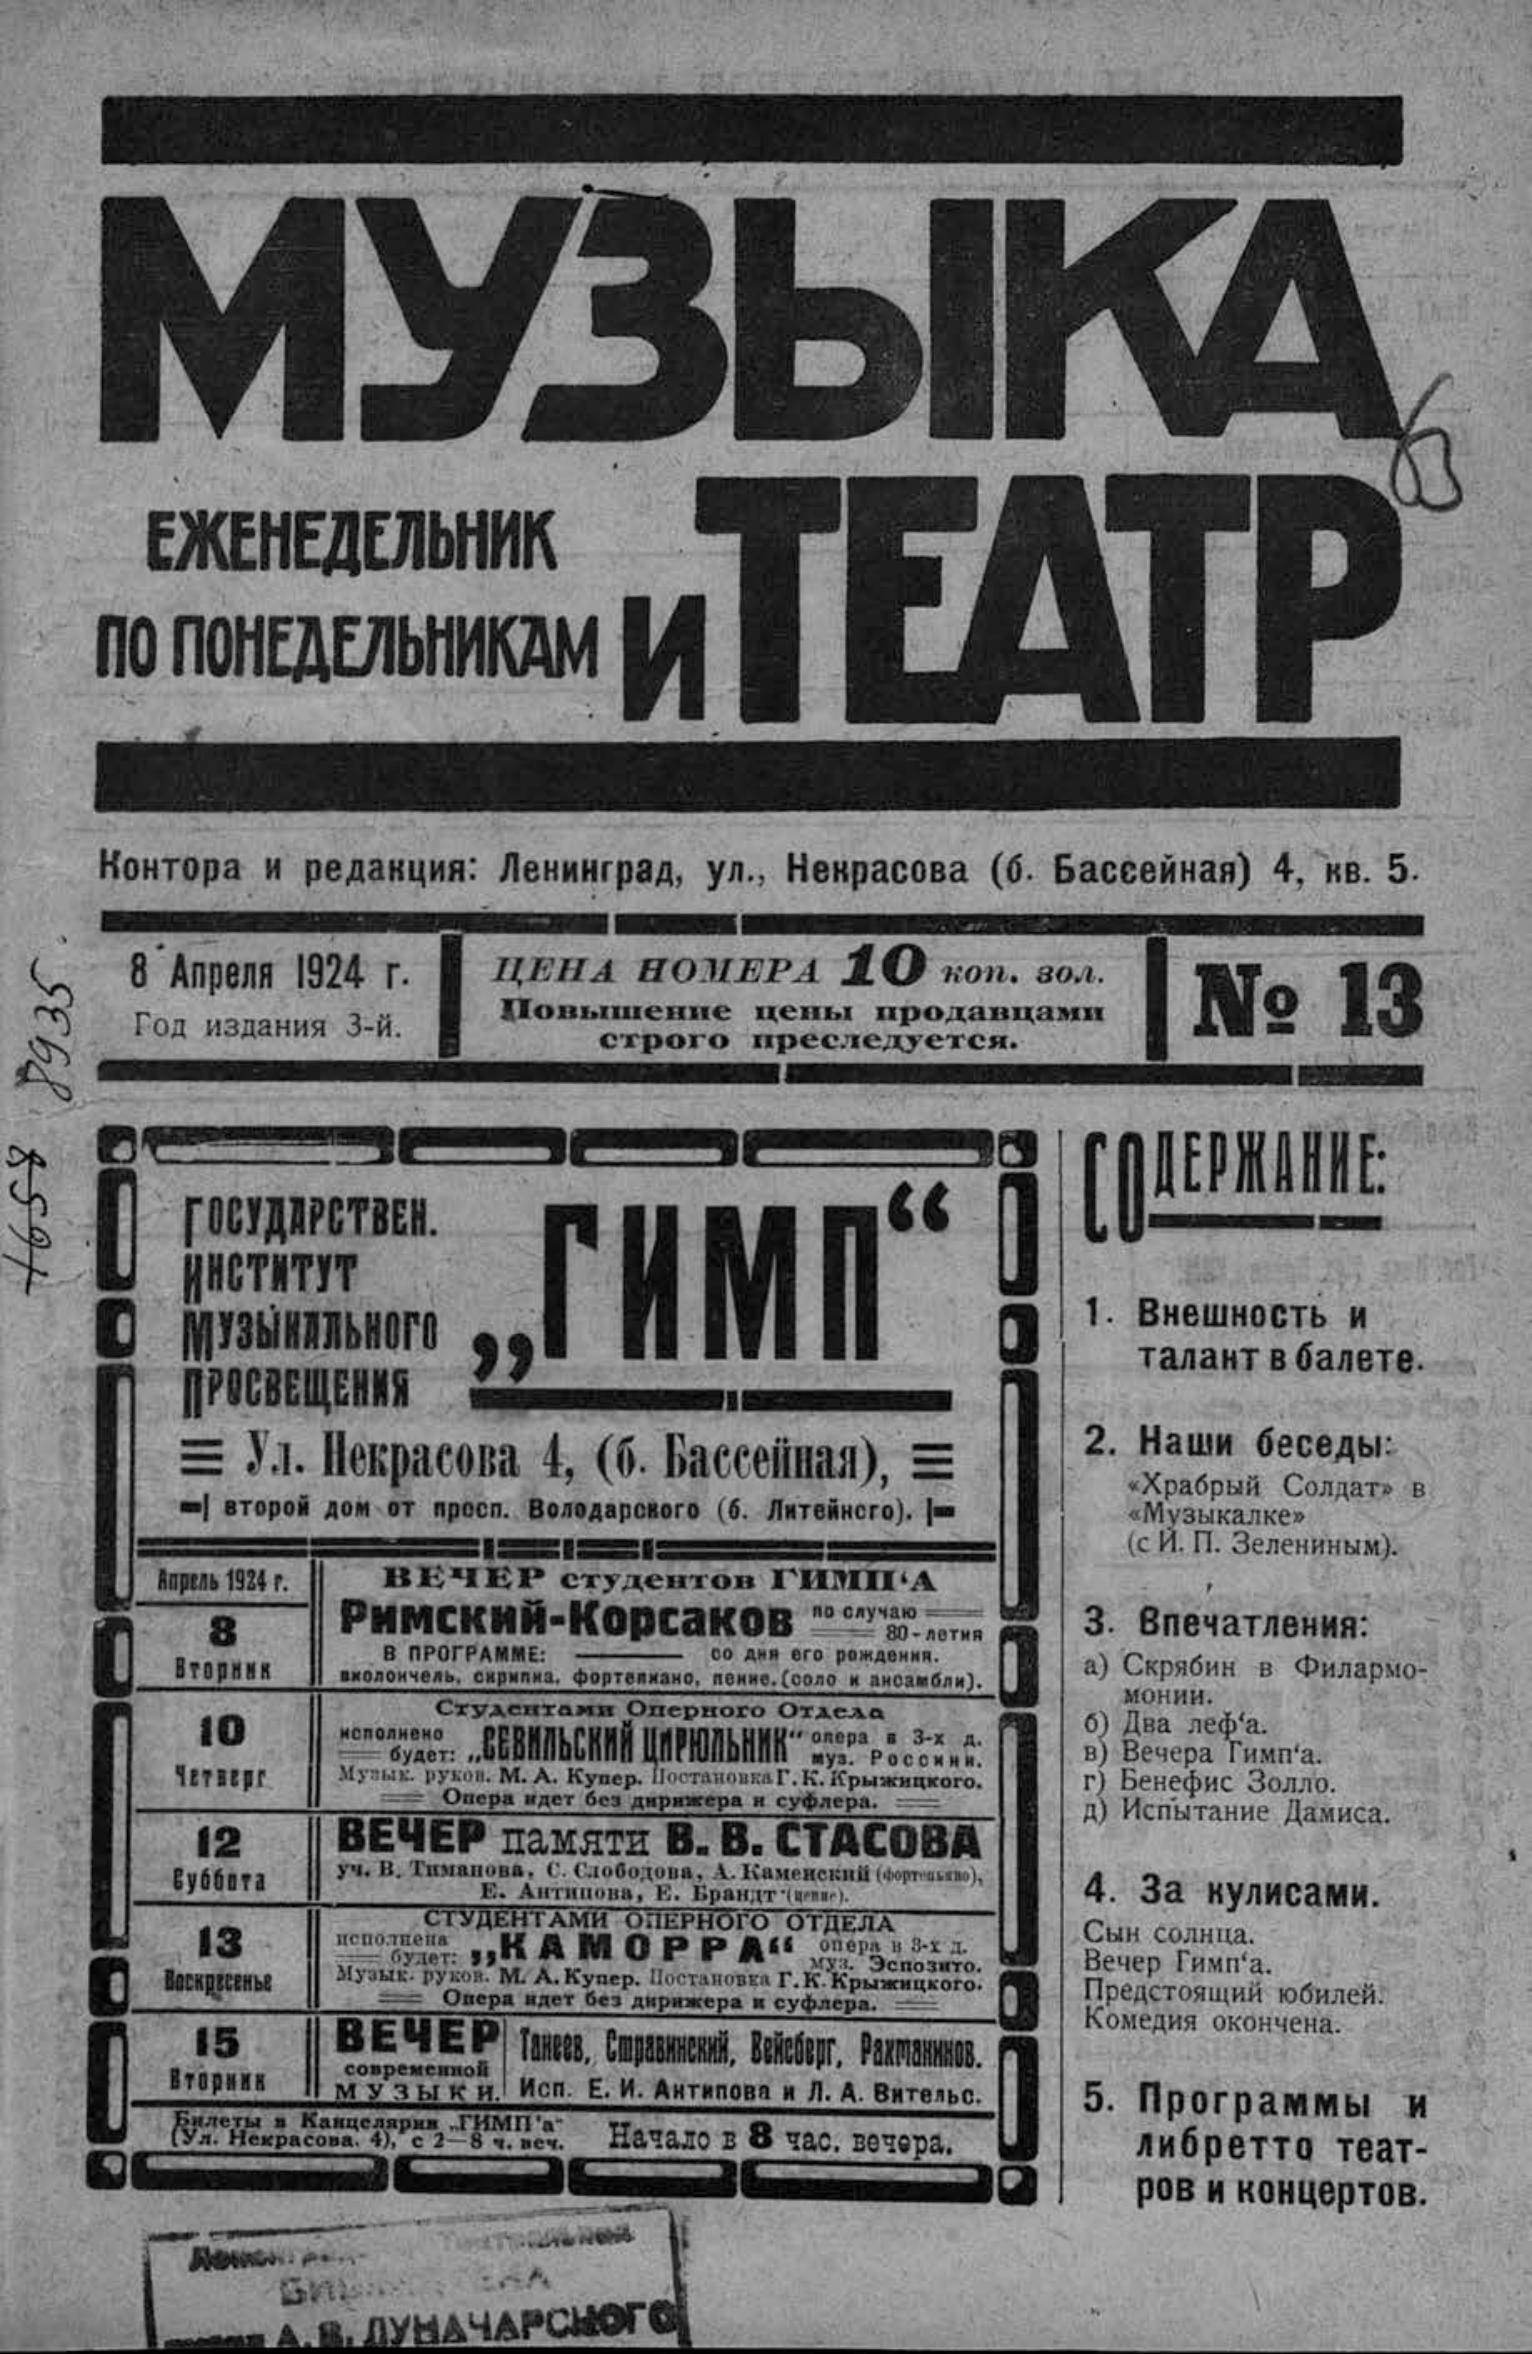 МУЗЫКА
И ТЕАТР
ЕЖЕНЕДЕЛЬНИК
ПО ПОНЕДЕЛЬНИКАМ
Контора и редакция: Ленинград, ул., Некрасова (б. Бассейная) 4, кв. 5.
8 Апреля 1924 г.
Год издания 3-й.
ЦЕНА НОМЕРА 10 коп. зол.
Повышение цены продавцами
строго преследуется.
№ 13
8935
1657
ГОСУДАРСТВЕН.
ИНСТИТУТ
МУЗЫКАЛЬНОГО
ПРОСВЕЩЕНИЯ
„ГИМП“
Ул. Некрасова 4, (б. Бассейная),
второй дом от просп. Володарского (б. Литейнсго).
Апрель 1924 г.
8
Вторник
ВЕЧЕР студентов ГИМП‘А
Римский-Корсаков по случаю
80-летия
В ПРОГРАММЕ: со дня его рождения.
виолончель, скрипка, фортепиано, пение. (соло и ансамбли).
10
Четверг
Студентами Оперного Отдела
исполнено
будет: „СЕВИЛЬСКИЙ ЦИРЮЛЬНИК“ опера в 3-х д.
муз. Россини.
Музык. руков. М. А. Купер. Постановка Г. К. Крыжицкого.
Опера идет без дирижера и суфлера.
12
Суббота
ВЕЧЕР памяти В. В. СТАСОВА
уч. В. Тиманова, С. Слободова, А. Каменский (фортепьяно),
Е. Антипова, Е. Брандт (пение).
13
Воскресенье
СТУДЕНТАМИ ОПЕРНОГО ОТДЕЛА
исполнена
будет: „КАМОРРА“ опера в 3-х д.
муз. Эспозито.
Музык. руков. М. А. Купер. Постановка Г. К. Крыжицкого.
Опера идет без дирижера и суфлера.
15
Вторник
ВЕЧЕР
современной
МУЗЫКИ.
Танеев, Стравинский, Вейсберг, Рахманинов.
Исп. Е. И. Антипова и Л. А. Вительс.
Билеты в Канцелярии „ГИМП‘а“
(Ул. Некрасова. 4), с 2—8 ч. веч.
Начало в 8 час. вечера.
СОДЕРЖАНИЕ:
1. Внешность и
талант в балете.
2. Наши беседы:
«Храбрый Солдат» в
«Музыкалке»
(с И. П. Зелениным).
3. Впечатления:
а) Скрябин в Филармо-
монии.
б) Два леф‘а.
в) Вечера Гимп‘а.
г) Бенефис Золло.
д) Испытание Дамиса.
4. За кулисами.
Сын солнца.
Вечер Гимп‘а.
Предстоящий юбилей.
Комедия окончена.
5. Программы и
либретто теат-
ров и концертов.
А. В. ЛУНАЧАРСКОГО